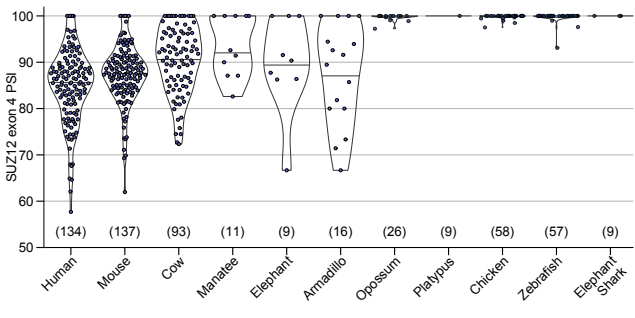 SUZ12 exon 4 PSI
100
90
80
70
60
50
(134) (137) (93) (11) (9) (16) (26) (9) (58) (57) (9)
Human
Mouse
Cow
Manatee
Elephant
Armadillo
Opossum
Platypus
Chicken
Zebrafish
Elephant
Shark